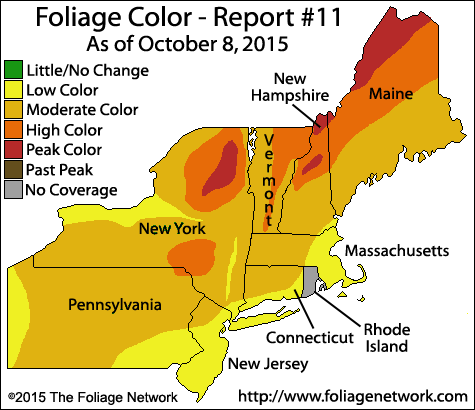 Foliage Color - Report #11
As of October 8, 2015
Little/No Change
Low Color
Moderate Color
High Color
Peak Color
Past Peak
No Coverage
New
Hampshire
Maine
Vermont
New York
Massachusetts
Pennsylvania
Connecticut
Rhode
Island
New Jersey
©2015 The Foliage Network
http://www.foliagenetwork.com